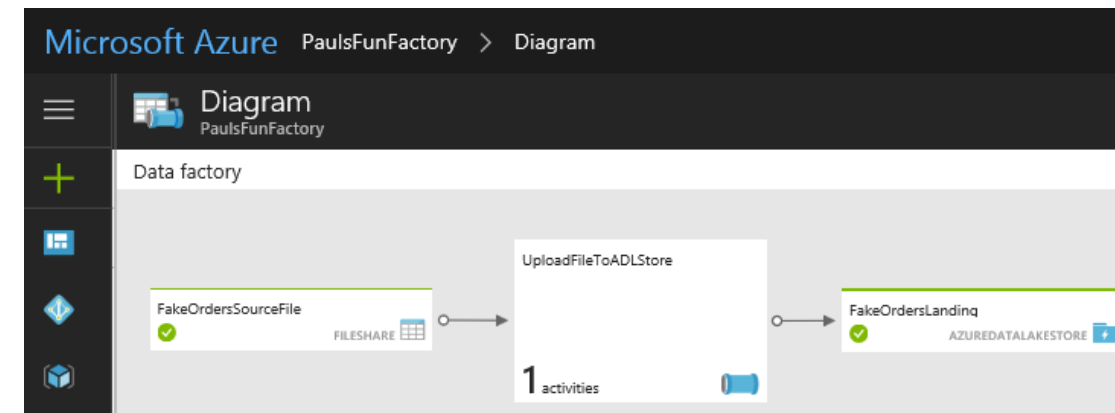 Microsoft Azure PaulsFunFactory > Diagram
Diagram
PaulsFunFactory
Data factory
UploadFileToADLStore
FakeOrdersSourceFile
FILESHARE
FakeOrdersLanding
AZUREDATALAKESTORE
1 activities